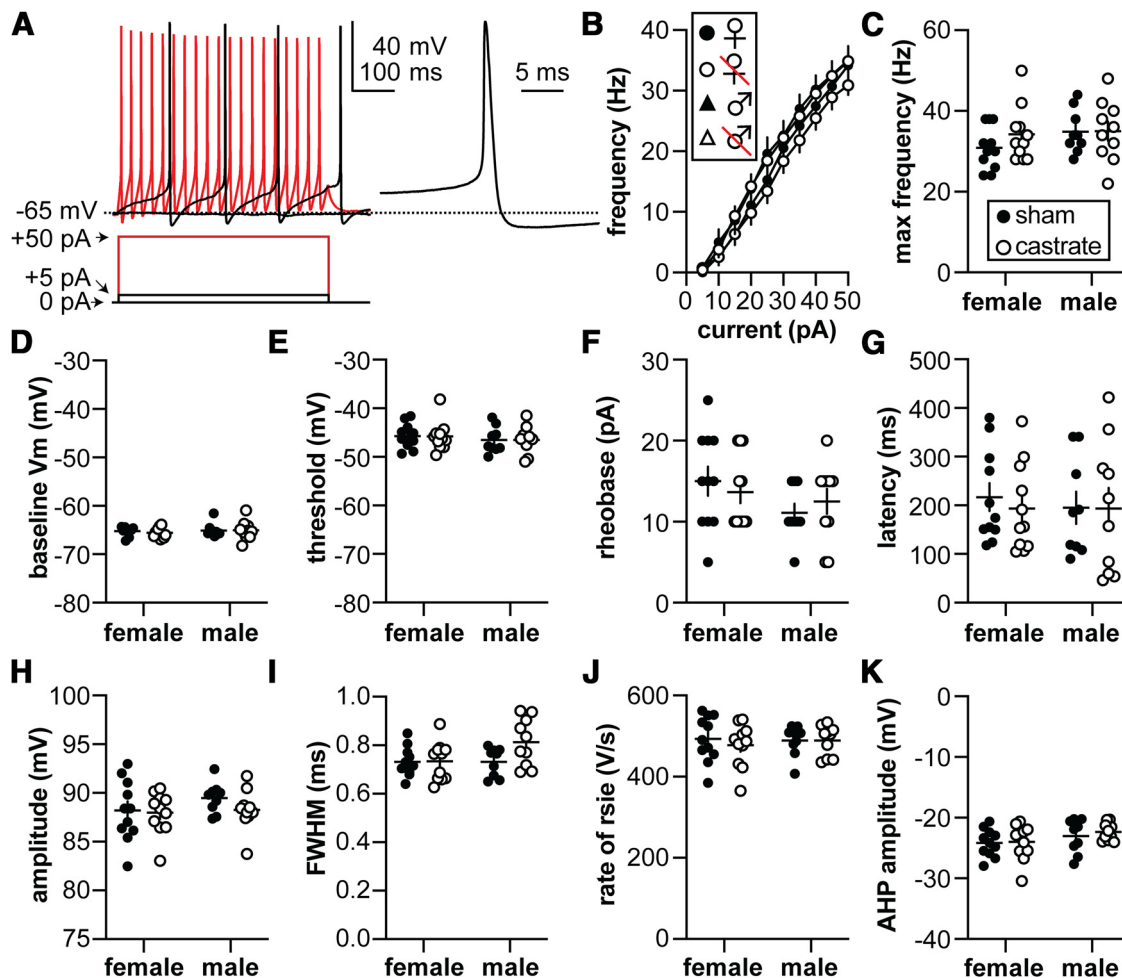 A
40 mV
100 ms
5 ms
-65 mV
+50 pA
+5 pA
0 pA
B
frequency (Hz)
40
30
20
10
0
0 10 20 30 40 50
current (pA)
C
max frequency (Hz)
60
40
20
0
sham
castrate
female male
D
baseline Vm (mV)
-30
-40
-50
-60
-70
-80
female male
E
threshold (mV)
-30
-40
-50
-60
-70
-80
female male
F
rheobase (pA)
30
20
10
0
female male
G
latency (ms)
500
400
300
200
100
0
female male
H
amplitude (mV)
100
95
90
85
80
75
female male
I
FWHM (ms)
1.0
0.8
0.6
0.4
0.2
0.0
female male
J
rate of rsie (V/s)
600
400
200
0
female male
K
AHP amplitude (mV)
0
-10
-20
-30
-40
female male